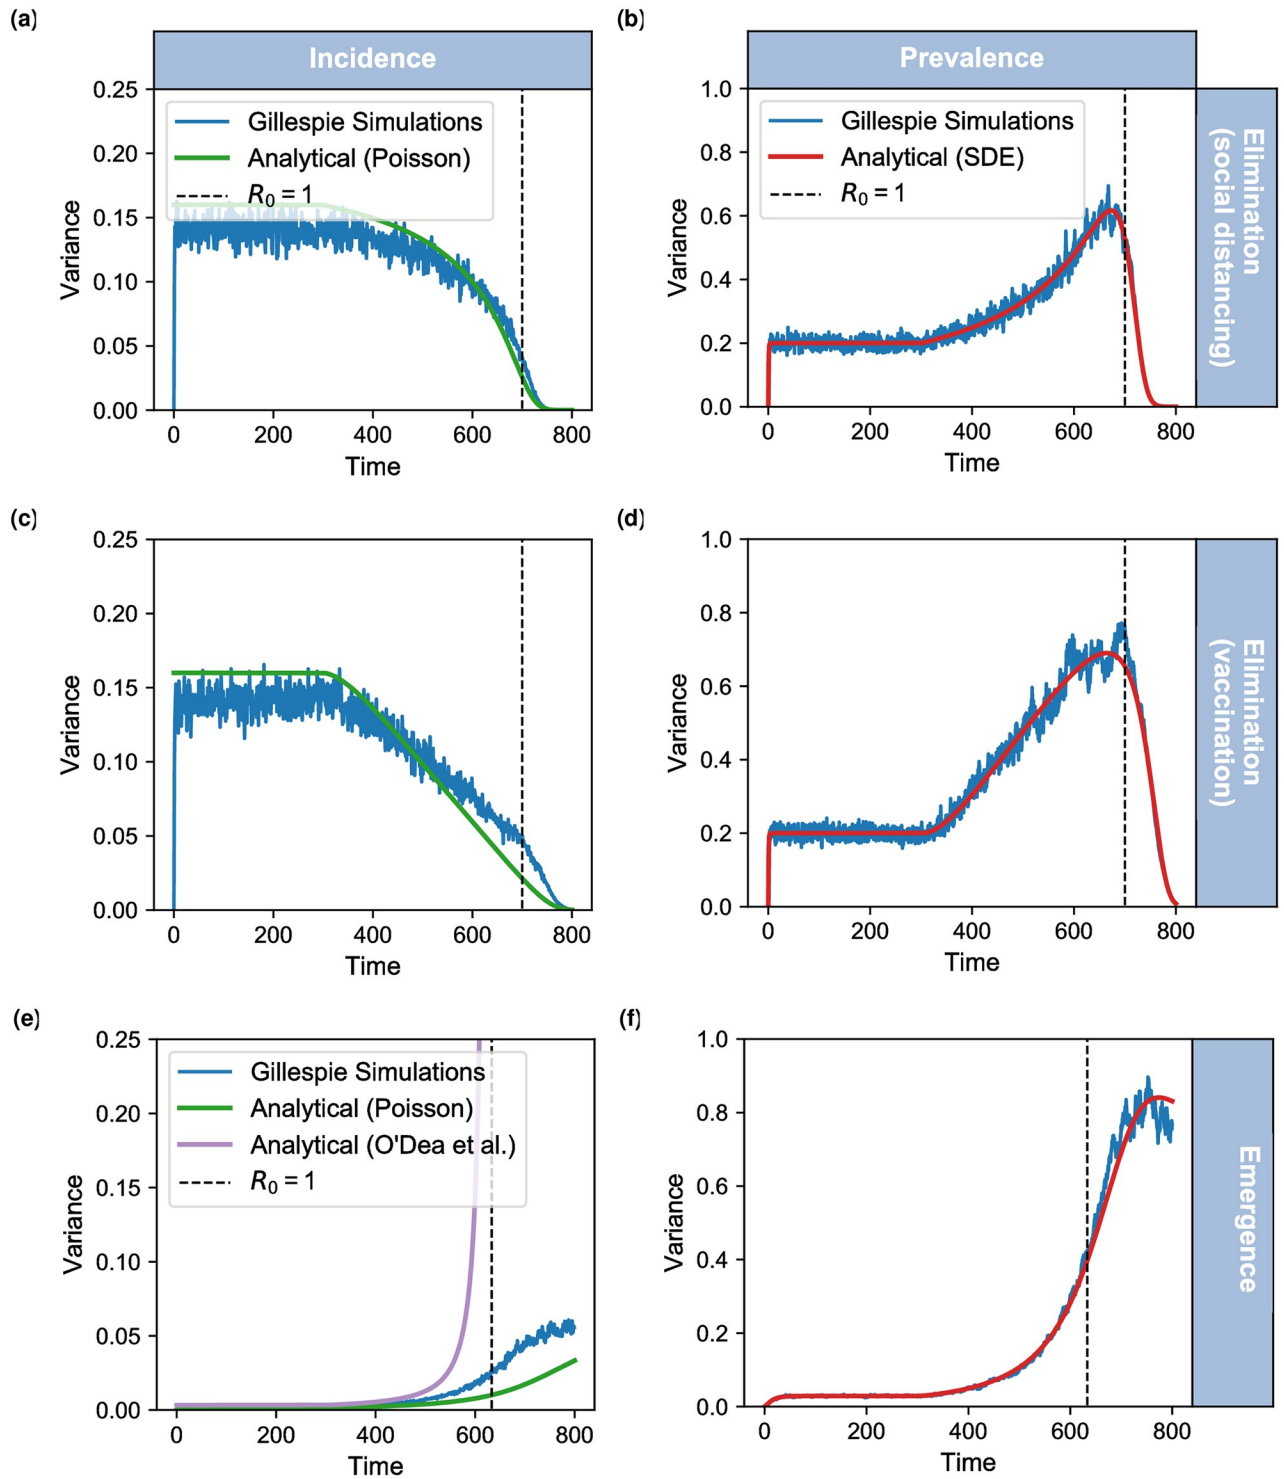 (a)
Incidence
0.25
0.20
0.15
0.10
0.05
0.00
Variance
Gillespie Simulations
Analytical (Poisson)
R₀ = 1
0 200 400 600 800
Time
(b)
Prevalence
1.0
0.8
0.6
0.4
0.2
0.0
Variance
Gillespie Simulations
Analytical (SDE)
R₀ = 1
0 200 400 600 800
Time
Elimination
(social distancing)
(c)
0.25
0.20
0.15
0.10
0.05
0.00
Variance
0 200 400 600 800
Time
(d)
1.0
0.8
0.6
0.4
0.2
0.0
Variance
0 200 400 600 800
Time
Elimination
(vaccination)
(e)
0.25
0.20
0.15
0.10
0.05
0.00
Variance
Gillespie Simulations
Analytical (Poisson)
Analytical (O'Dea et al.)
R₀ = 1
0 200 400 600 800
Time
(f)
1.0
0.8
0.6
0.4
0.2
0.0
Variance
0 200 400 600 800
Time
Emergence